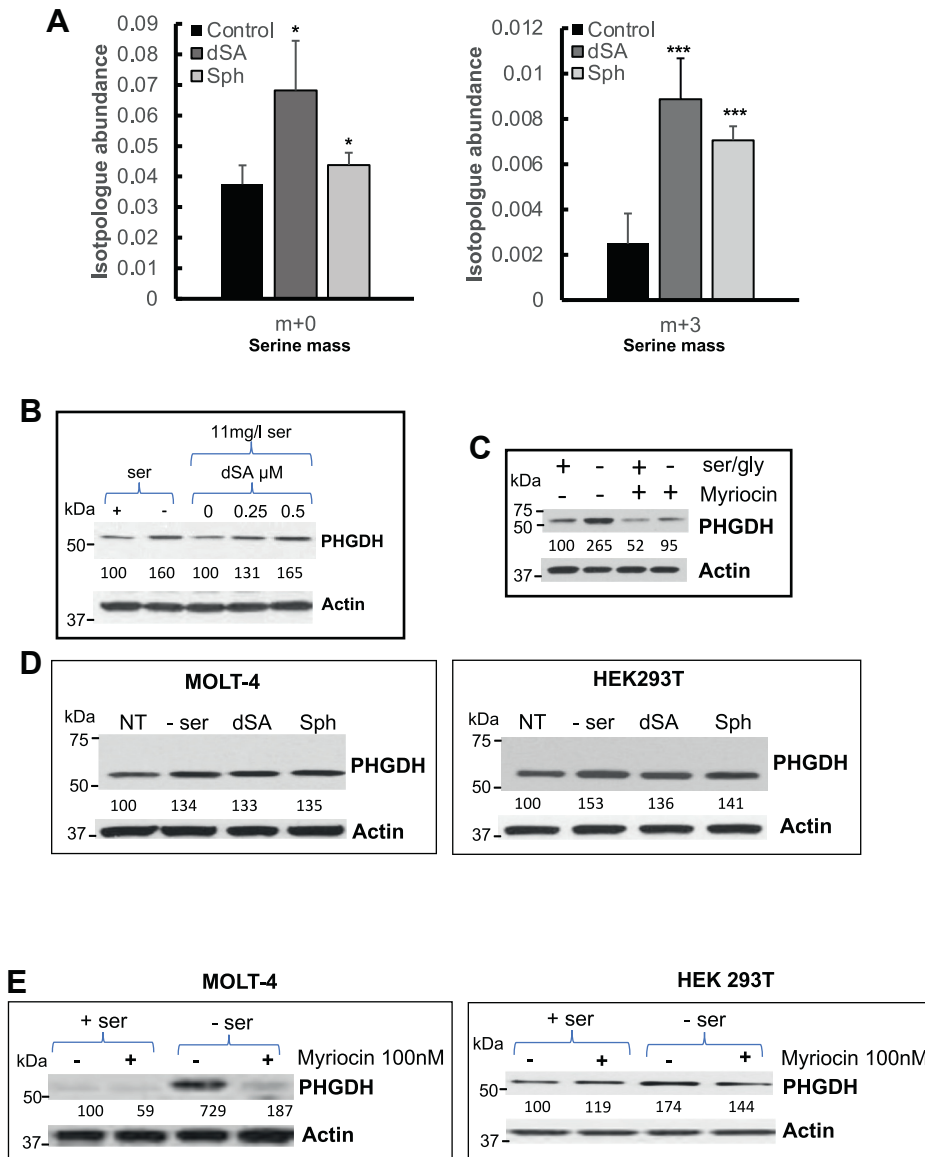 A
Isotpologue abundance
0.09
0.08
0.07
0.06
0.05
0.04
0.03
0.02
0.01
0
Control
dSA
Sph
*
*
m+0
Serine mass
Isotopolgue abundance
0.012
0.01
0.008
0.006
0.004
0.002
0
Control
dSA
Sph
***
***
m+3
Serine mass
B
11mg/l ser
ser dSA µM
kDa + - 0 0.25 0.5
50 PHGDH
100 160 100 131 165
Actin
37
C
+ - + - ser/gly
kDa - - + + Myriocin
75
50 PHGDH
100 265 52 95
37 Actin
D
MOLT-4
kDa NT - ser dSA Sph
75
PHGDH
50
100 134 133 135
37 Actin
HEK293T
kDa NT - ser dSA Sph
75
PHGDH
50
100 153 136 141
37 Actin
E
MOLT-4
+ ser - ser
kDa - + - + Myriocin 100nM
50 PHGDH
100 59 729 187
37 Actin
HEK 293T
+ ser - ser
kDa - + - + Myriocin 100nM
50 PHGDH
100 119 174 144
37 Actin